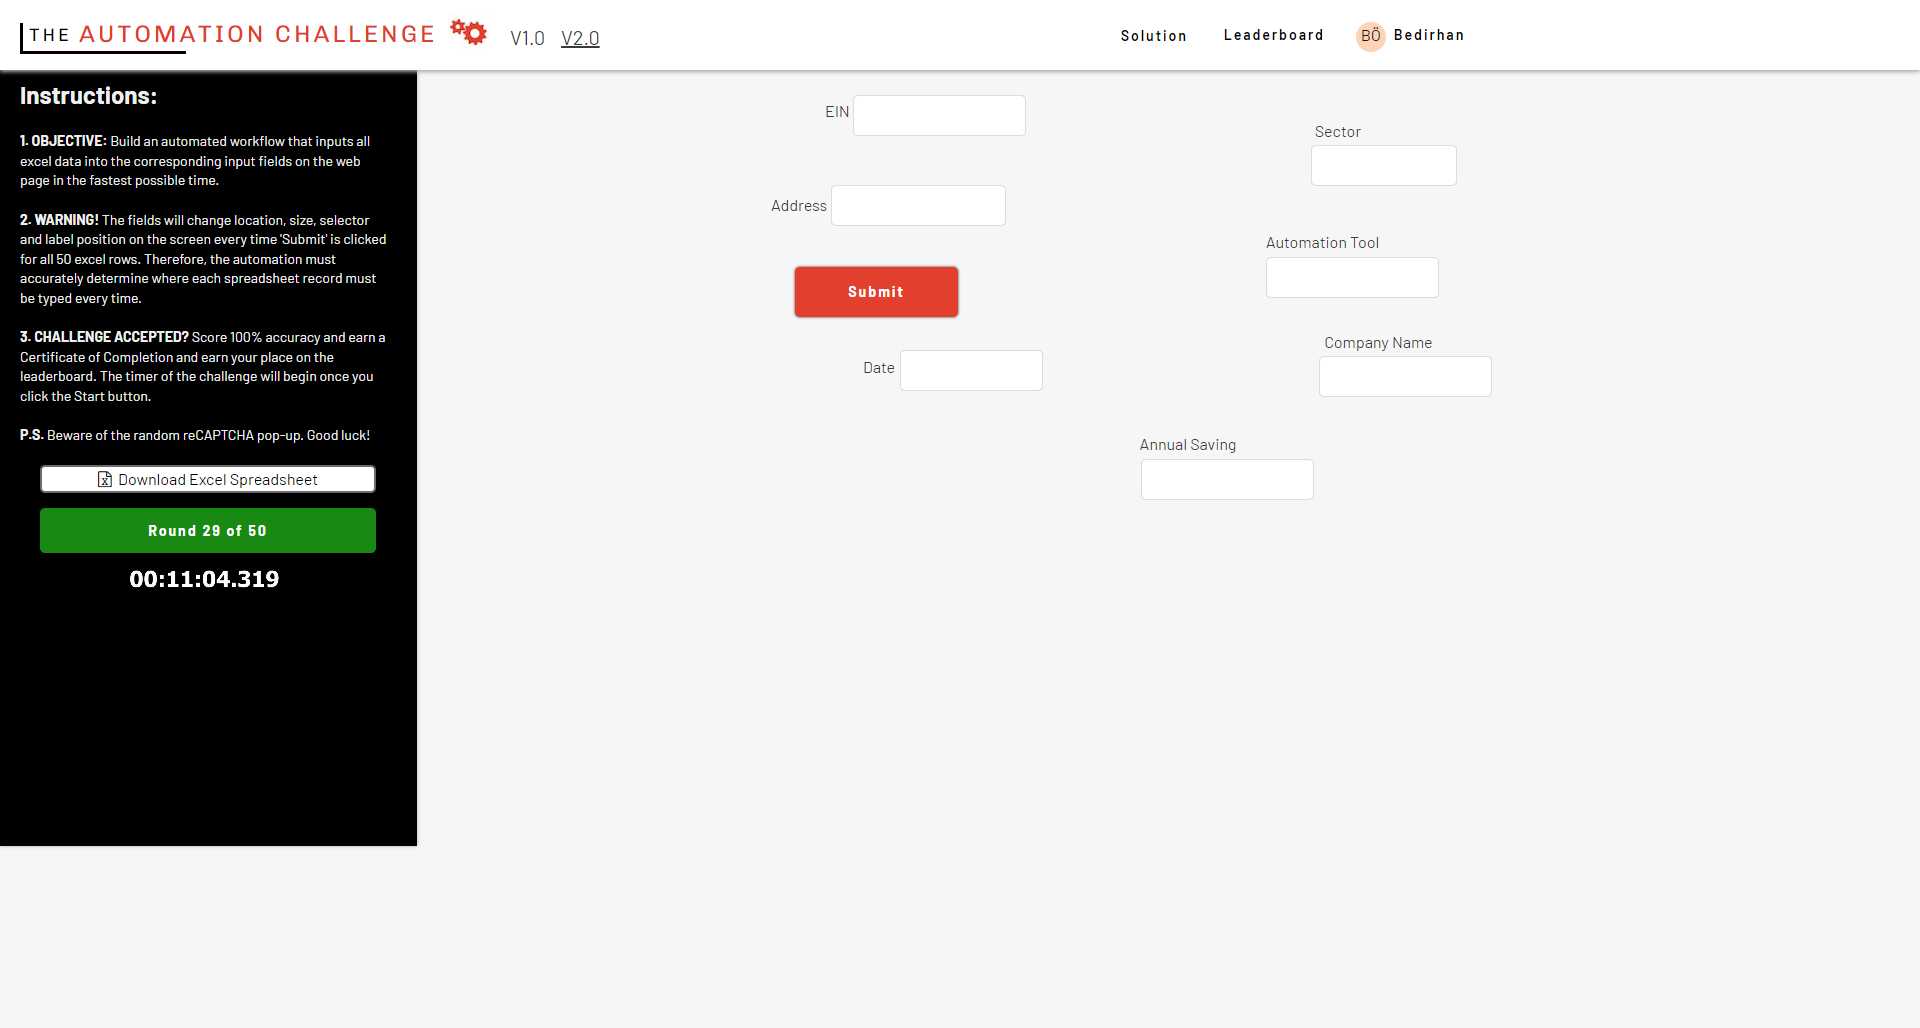 THE AUTOMATION CHALLENGE V1.0 V2.0 Solution Leaderboard BÖ Bedirhan
Instructions:
1. OBJECTIVE: Build an automated workflow that inputs all
excel data into the corresponding input fields on the web
page in the fastest possible time.
2. WARNING! The fields will change location, size, selector
and label position on the screen every time 'Submit' is clicked
for all 50 excel rows. Therefore, the automation must
accurately determine where each spreadsheet record must
be typed every time.
3. CHALLENGE ACCEPTED? Score 100% accuracy and earn a
Certificate of Completion and earn your place on the
leaderboard. The timer of the challenge will begin once you
click the Start button.
P.S. Beware of the random reCAPTCHA pop-up. Good luck!
Download Excel Spreadsheet
Round 29 of 50
00:11:04.319
EIN
Sector
Address
Automation Tool
Submit
Company Name
Date
Annual Saving